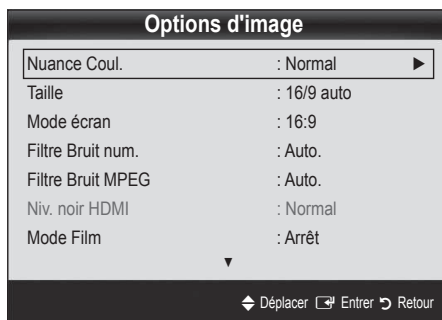 Options d'image
Nuance Coul. : Normal
Taille : 16/9 auto
Mode écran : 16:9
Filtre Bruit num. : Auto.
Filtre Bruit MPEG : Auto.
Niv. noir HDMI : Normal
Mode Film : Arrêt
Déplacer Entrer Retour